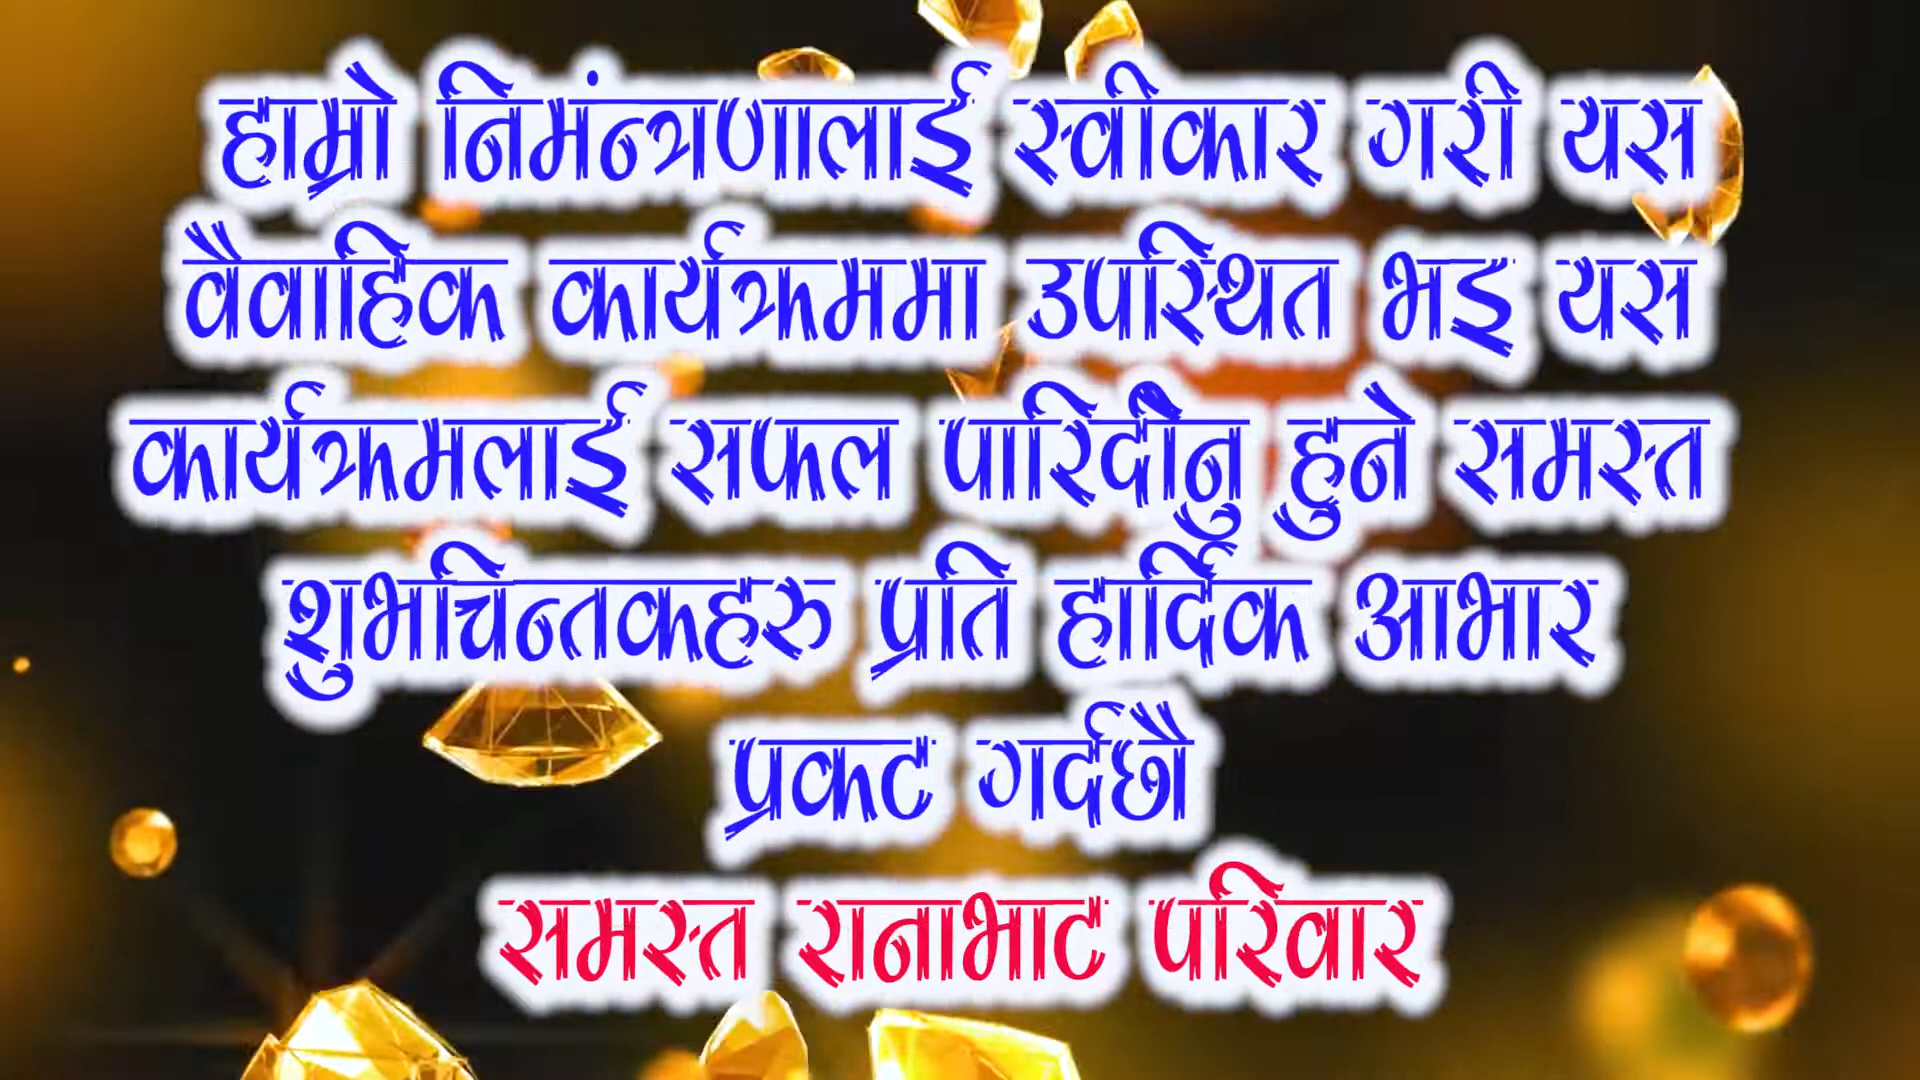 हाम्रो निमंन्त्रणालाई स्वीकार गरी यस
वैवाहिक कार्यक्रममा उपस्थित भइ यस
कार्यक्रमलाई सफल पारिदीनु हुने समस्त
शुभचिन्तकहरु प्रति हार्दिक आभार
प्रकट गर्दछौ
समस्त रानाभाट परिवार